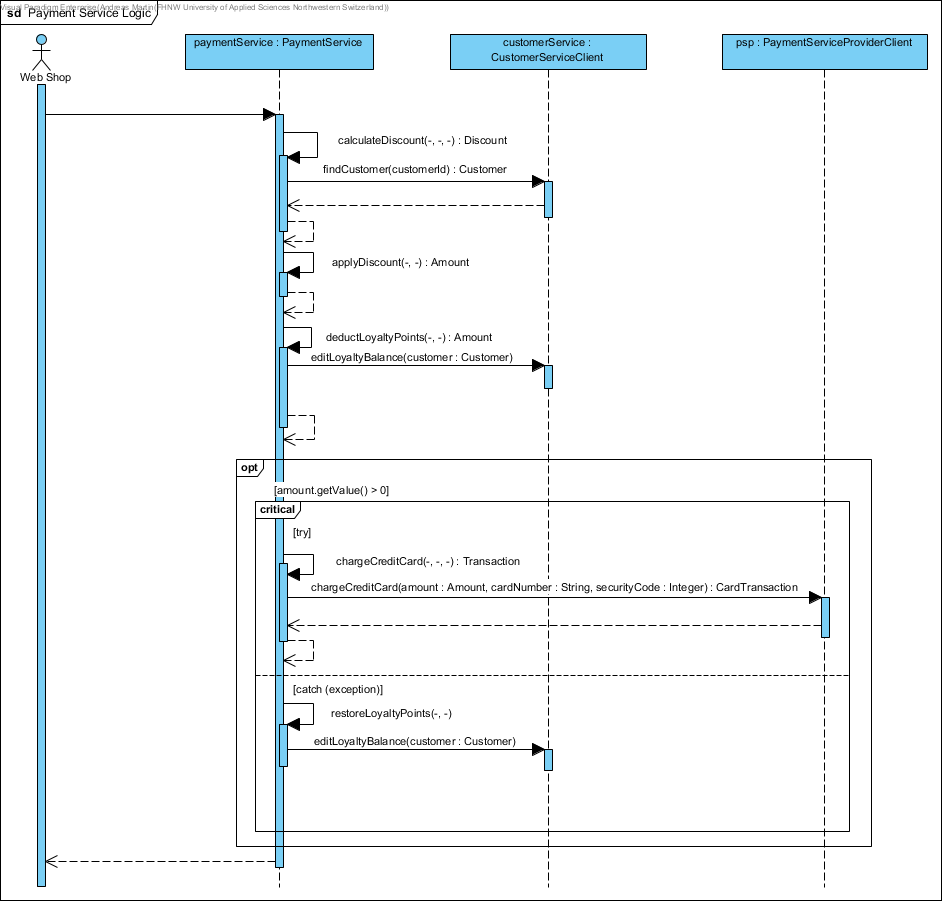 Visual Paradigm Enterprise(Andreas Martin(FHNW University of Applied Sciences Northwestern Switzerland))
sd Payment Service Logic
Web Shop
paymentService : PaymentService
customerService :
CustomerServiceClient
psp : PaymentServiceProviderClient
calculateDiscount(-, -, -) : Discount
findCustomer(customerId) : Customer
applyDiscount(-, -) : Amount
deductLoyaltyPoints(-, -) : Amount
editLoyaltyBalance(customer : Customer)
opt
[amount.getValue() > 0]
critical
[try]
chargeCreditCard(-, -, -) : Transaction
chargeCreditCard(amount : Amount, cardNumber : String, securityCode : Integer) : CardTransaction
[catch (exception)]
restoreLoyaltyPoints(-, -)
editLoyaltyBalance(customer : Customer)